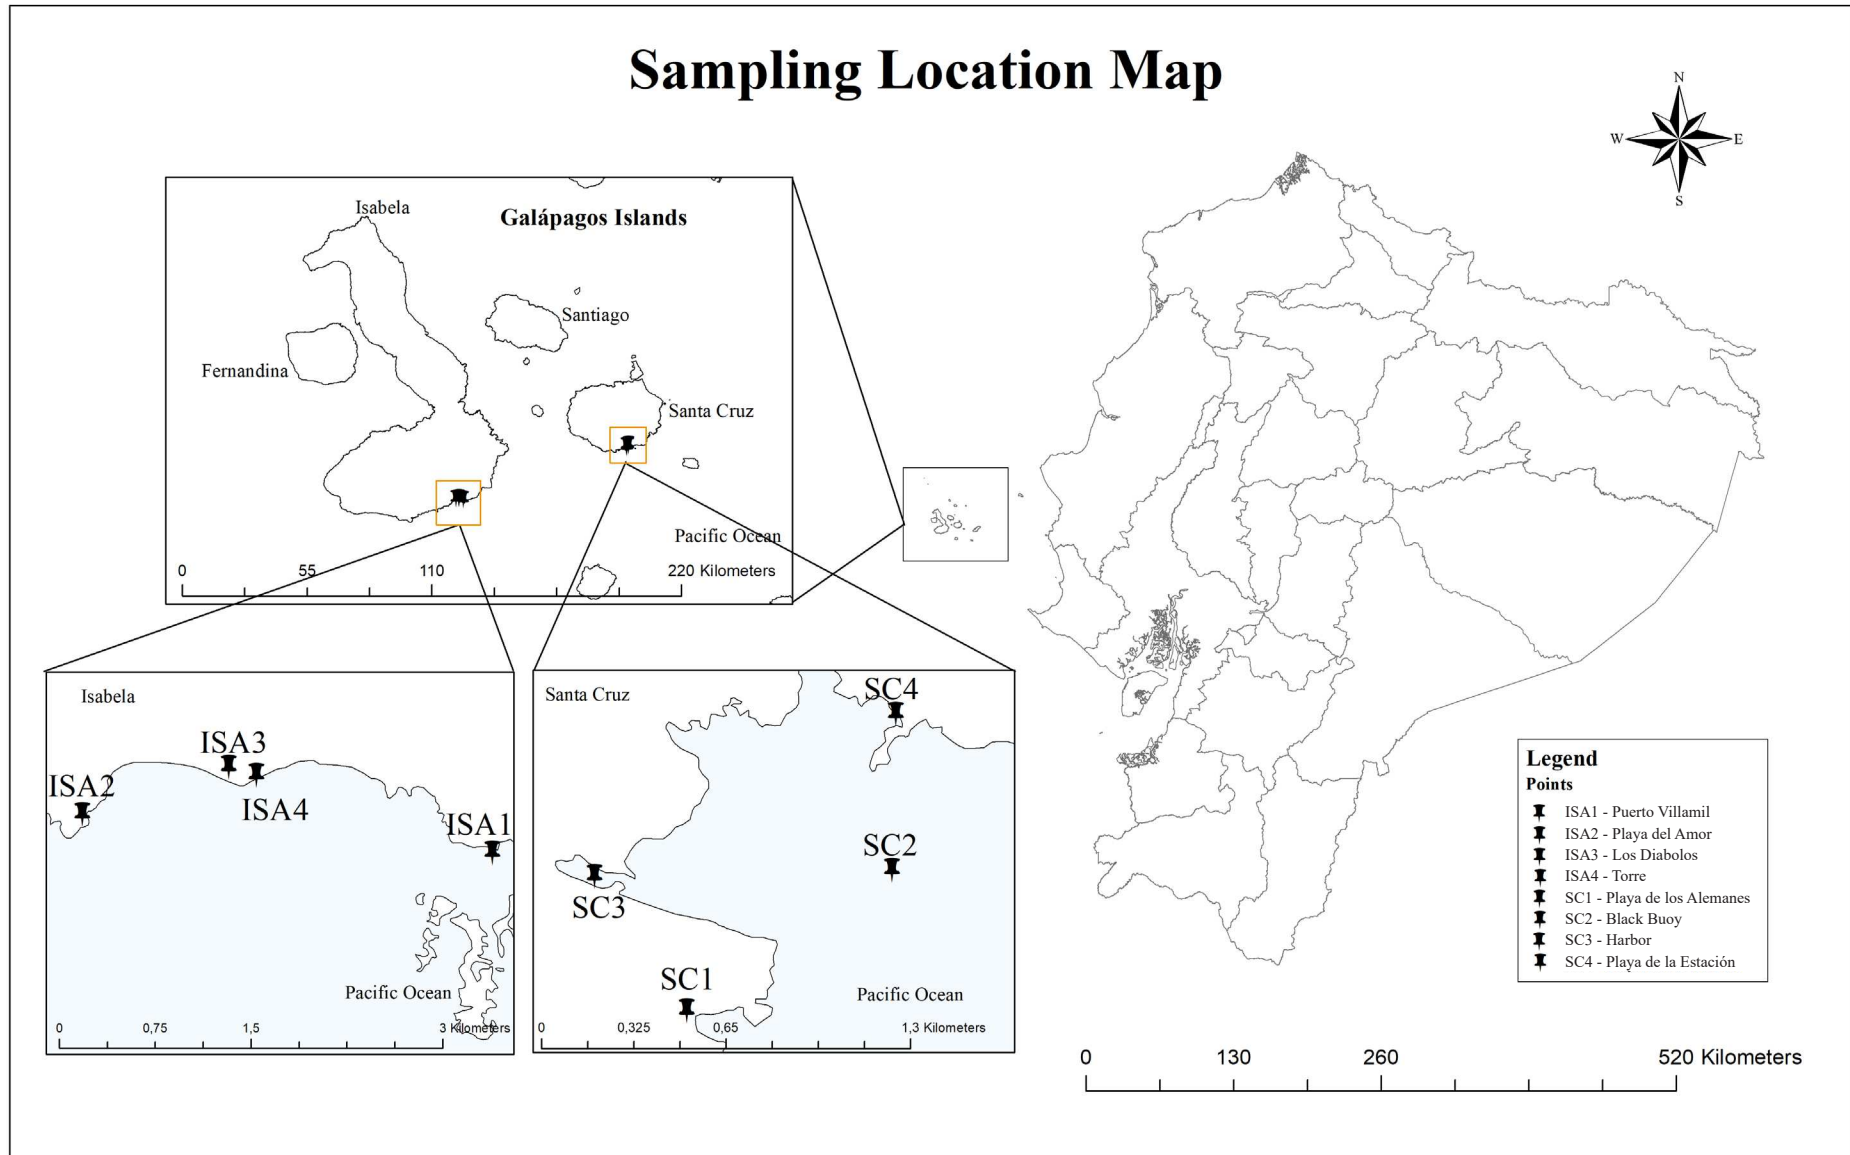 Sampling Location Map
N
W E
S
Galápagos Islands
Isabela
Santiago
Fernandina
Santa Cruz
Pacific Ocean
0 55 110 220 Kilometers
Isabela
ISA3
ISA2
ISA4
ISA1
Pacific Ocean
0 0,75 1,5 3 Kilometers
Santa Cruz
SC4
SC2
SC3
SC1
Pacific Ocean
0 0,325 0,65 1,3 Kilometers
Legend
Points
ISA1 - Puerto Villamil
ISA2 - Playa del Amor
ISA3 - Los Diabolos
ISA4 - Torre
SC1 - Playa de los Alemanes
SC2 - Black Buoy
SC3 - Harbor
SC4 - Playa de la Estación
0 130 260 520 Kilometers